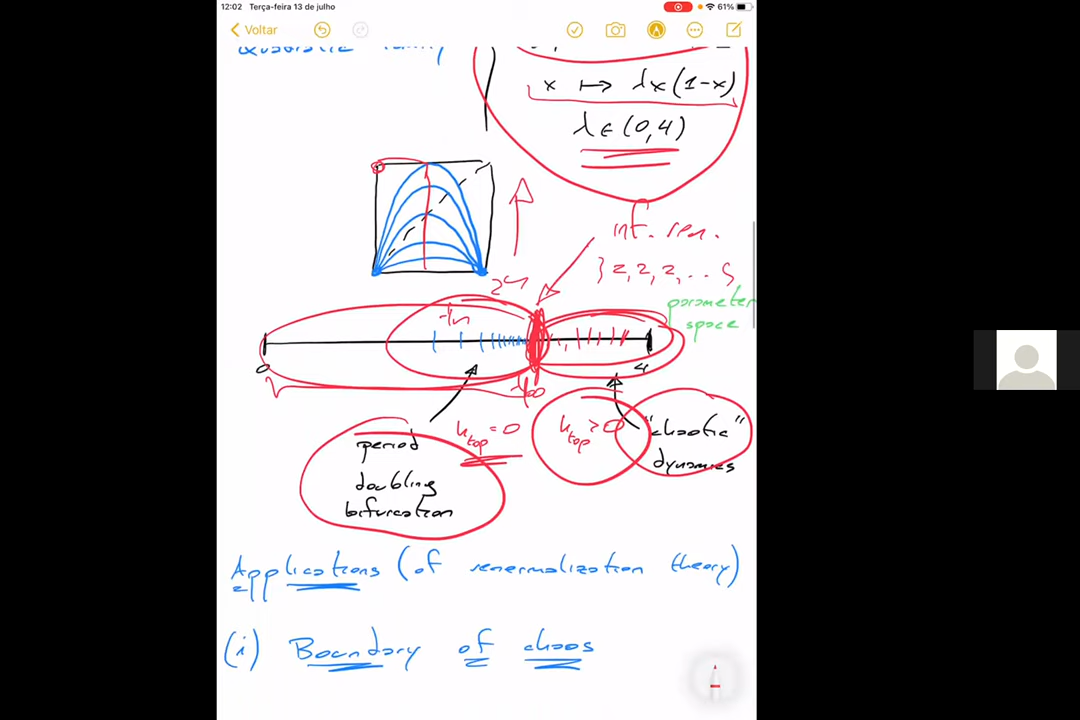 12:02 Terça-feira 13 de julho
61%
Voltar
x ↦ λx(1-x)
λ∈(0,4)
inf. ren.
} 2, 2, 2, ... }
2^n
parameter
space
λn
0
λ∞
4
period
doubling
bifurcation
h_top = 0
h_top > 0
"chaotic"
dynamics
Applications (of renormalization theory)
(i) Boundary of chaos